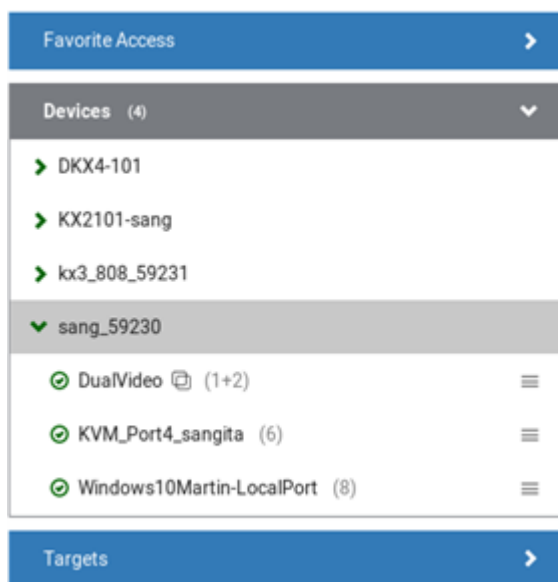 Favorite Access
Devices (4)
DKX4-101
KX2101-sang
kx3_808_59231
sang_59230
DualVideo (1+2)
KVM_Port4_sangita (6)
Windows10Martin-LocalPort (8)
Targets